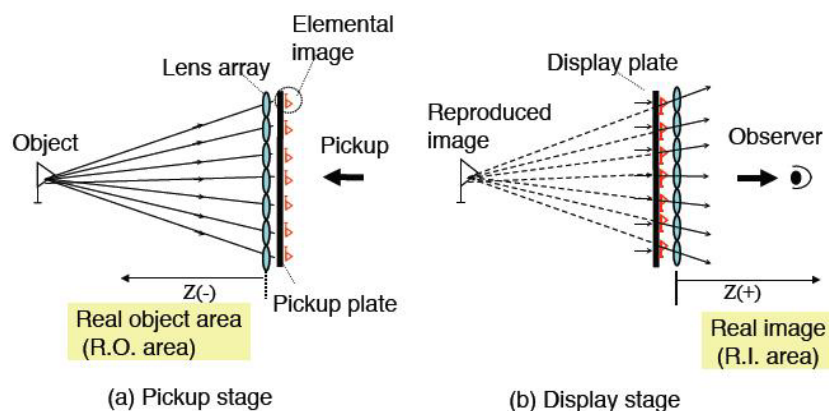 Elemental
image
Lens array
Object
Pickup
Z(-)
Pickup plate
Real object area
(R.O. area)
(a) Pickup stage
Display plate
Reproduced
image
Observer
Z(+)
Real image
(R.I. area)
(b) Display stage